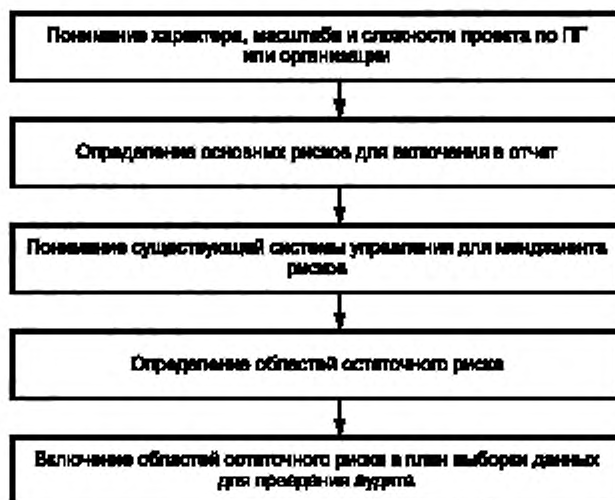 Понимание характера, масштаба и сложности проекта по ПГ
или организации
Определение основных рисков для включения в отчет
Понимание существующей системы управления для менеджмента
рисков
Определение областей остаточного риска
Включение областей остаточного риска в план выборки данных
для проведения аудита